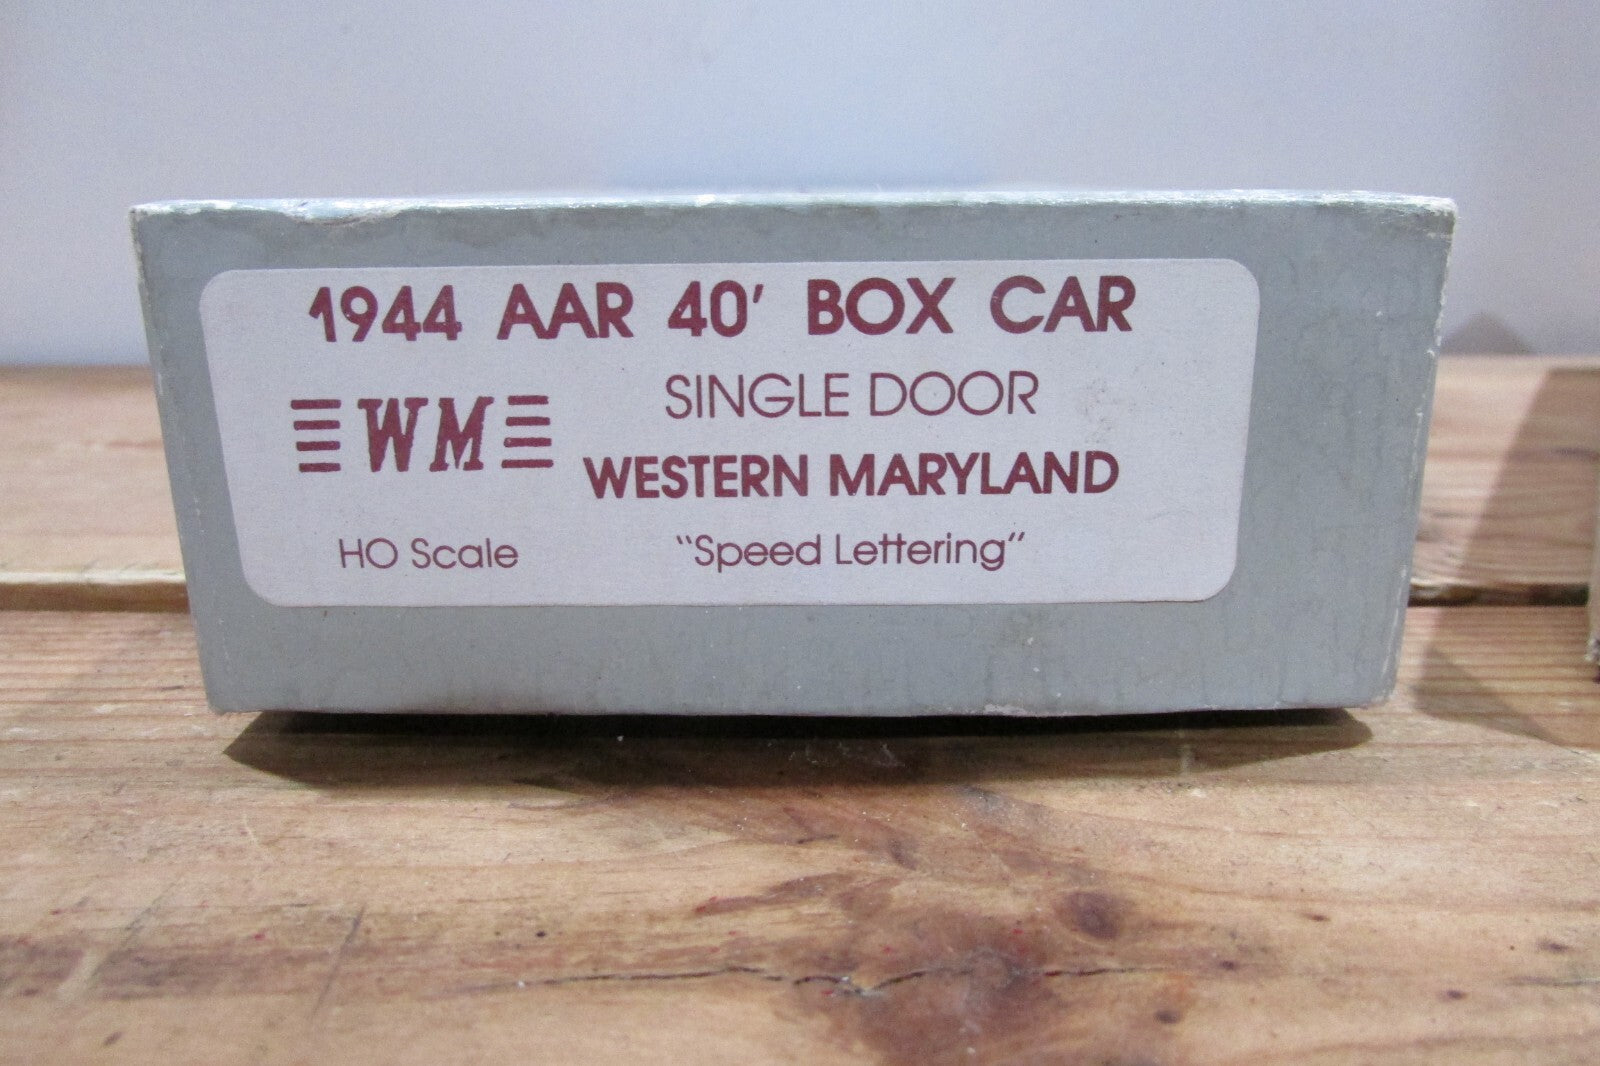 1944 AAR 40' BOX CAR
SINGLE DOOR
WM
WESTERN MARYLAND
HO Scale "Speed Lettering"